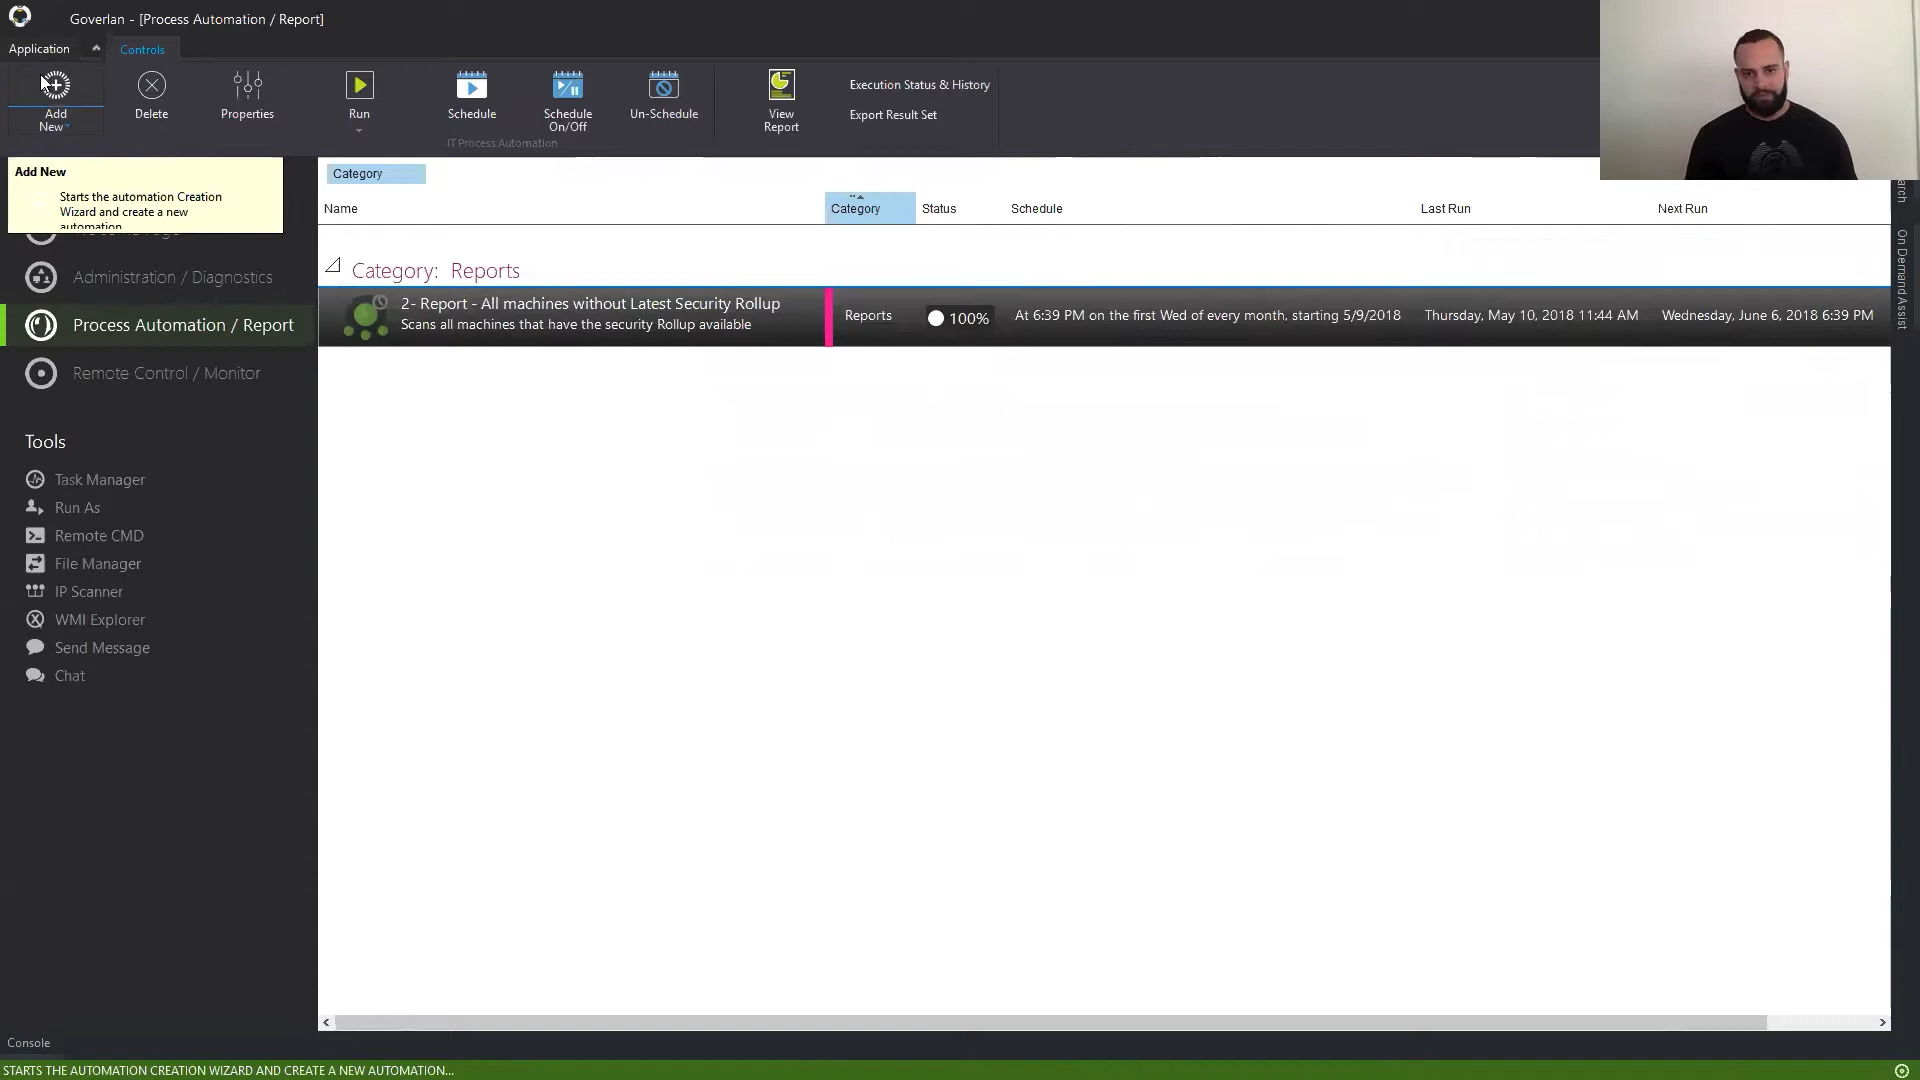 Goverlan - [Process Automation / Report]
Application
Controls
Add
New
Delete
Properties
Run
Schedule
Schedule
On/Off
Un-Schedule
View
Report
Execution Status & History
Export Result Set
IT Process Automation
Add New
Starts the automation Creation
Wizard and create a new
automation
Administration / Diagnostics
Process Automation / Report
Remote Control / Monitor
Tools
Task Manager
Run As
Remote CMD
File Manager
IP Scanner
WMI Explorer
Send Message
Chat
Category
Name
Category
Status
Schedule
Last Run
Next Run
Category: Reports
2- Report - All machines without Latest Security Rollup
Scans all machines that have the security Rollup available
Reports
100%
At 6:39 PM on the first Wed of every month, starting 5/9/2018
Thursday, May 10, 2018 11:44 AM
Wednesday, June 6, 2018 6:39 PM
On Demand Assist
Console
STARTS THE AUTOMATION CREATION WIZARD AND CREATE A NEW AUTOMATION...